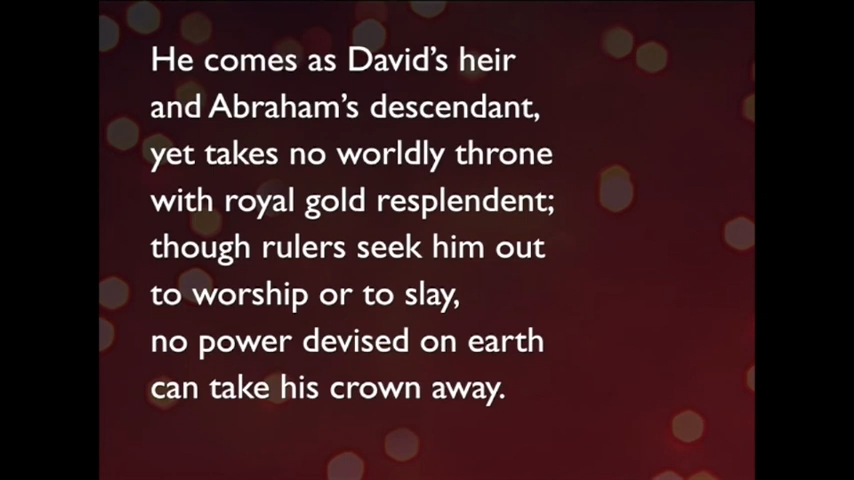 He comes as David’s heir
and Abraham’s descendant,
yet takes no worldly throne
with royal gold resplendent;
though rulers seek him out
to worship or to slay,
no power devised on earth
can take his crown away.